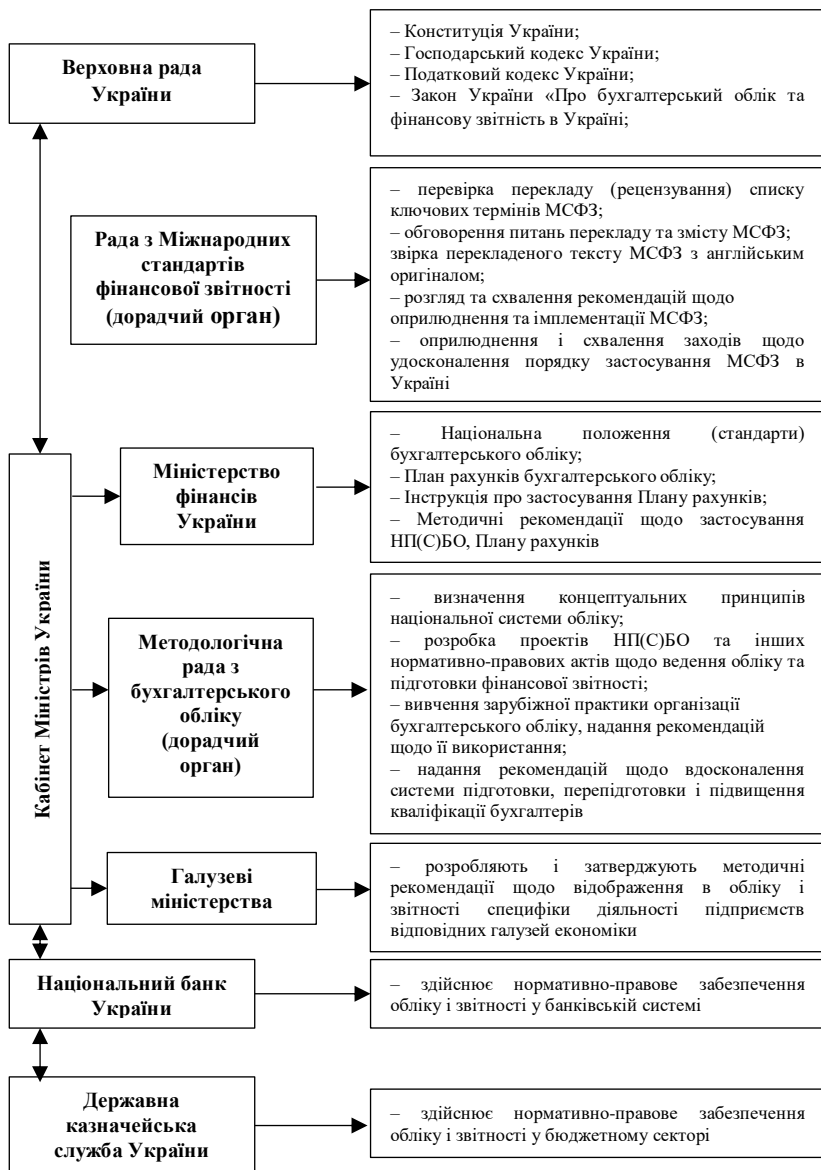 Верховна рада
України
– Конституція України;
– Господарський кодекс України;
– Податковий кодекс України;
– Закон України «Про бухгалтерський облік та
фінансову звітність в Україні;
Рада з Міжнародних
стандартів
фінансової звітності
(дорадчий орган)
– перевірка перекладу (рецензування) списку
ключових термінів МСФЗ;
– обговорення питань перекладу та змісту МСФЗ;
звірка перекладеного тексту МСФЗ з англійським
оригіналом;
– розгляд та схвалення рекомендацій щодо
оприлюднення та імплементації МСФЗ;
– оприлюднення і схвалення заходів щодо
удосконалення порядку застосування МСФЗ в
Україні
Кабінет Міністрів України
Міністерство
фінансів
України
– Національна положення (стандарти)
бухгалтерського обліку;
– План рахунків бухгалтерського обліку;
– Інструкція про застосування Плану рахунків;
– Методичні рекомендації щодо застосування
НП(С)БО, Плану рахунків
Методологічна
рада з
бухгалтерського
обліку
(дорадчий
орган)
– визначення концептуальних принципів
національної системи обліку;
– розробка проектів НП(С)БО та інших
нормативно-правових актів щодо ведення обліку та
підготовки фінансової звітності;
– вивчення зарубіжної практики організації
бухгалтерського обліку, надання рекомендацій
щодо її використання;
– надання рекомендацій щодо вдосконалення
системи підготовки, перепідготовки і підвищення
кваліфікації бухгалтерів
Галузеві
міністерства
– розробляють і затверджують методичні
рекомендації щодо відображення в обліку і
звітності специфіки діяльності підприємств
відповідних галузей економіки
Національний банк
України
– здійснює нормативно-правове забезпечення
обліку і звітності у банківській системі
Державна
казначейська
служба України
– здійснює нормативно-правове забезпечення
обліку і звітності у бюджетному секторі